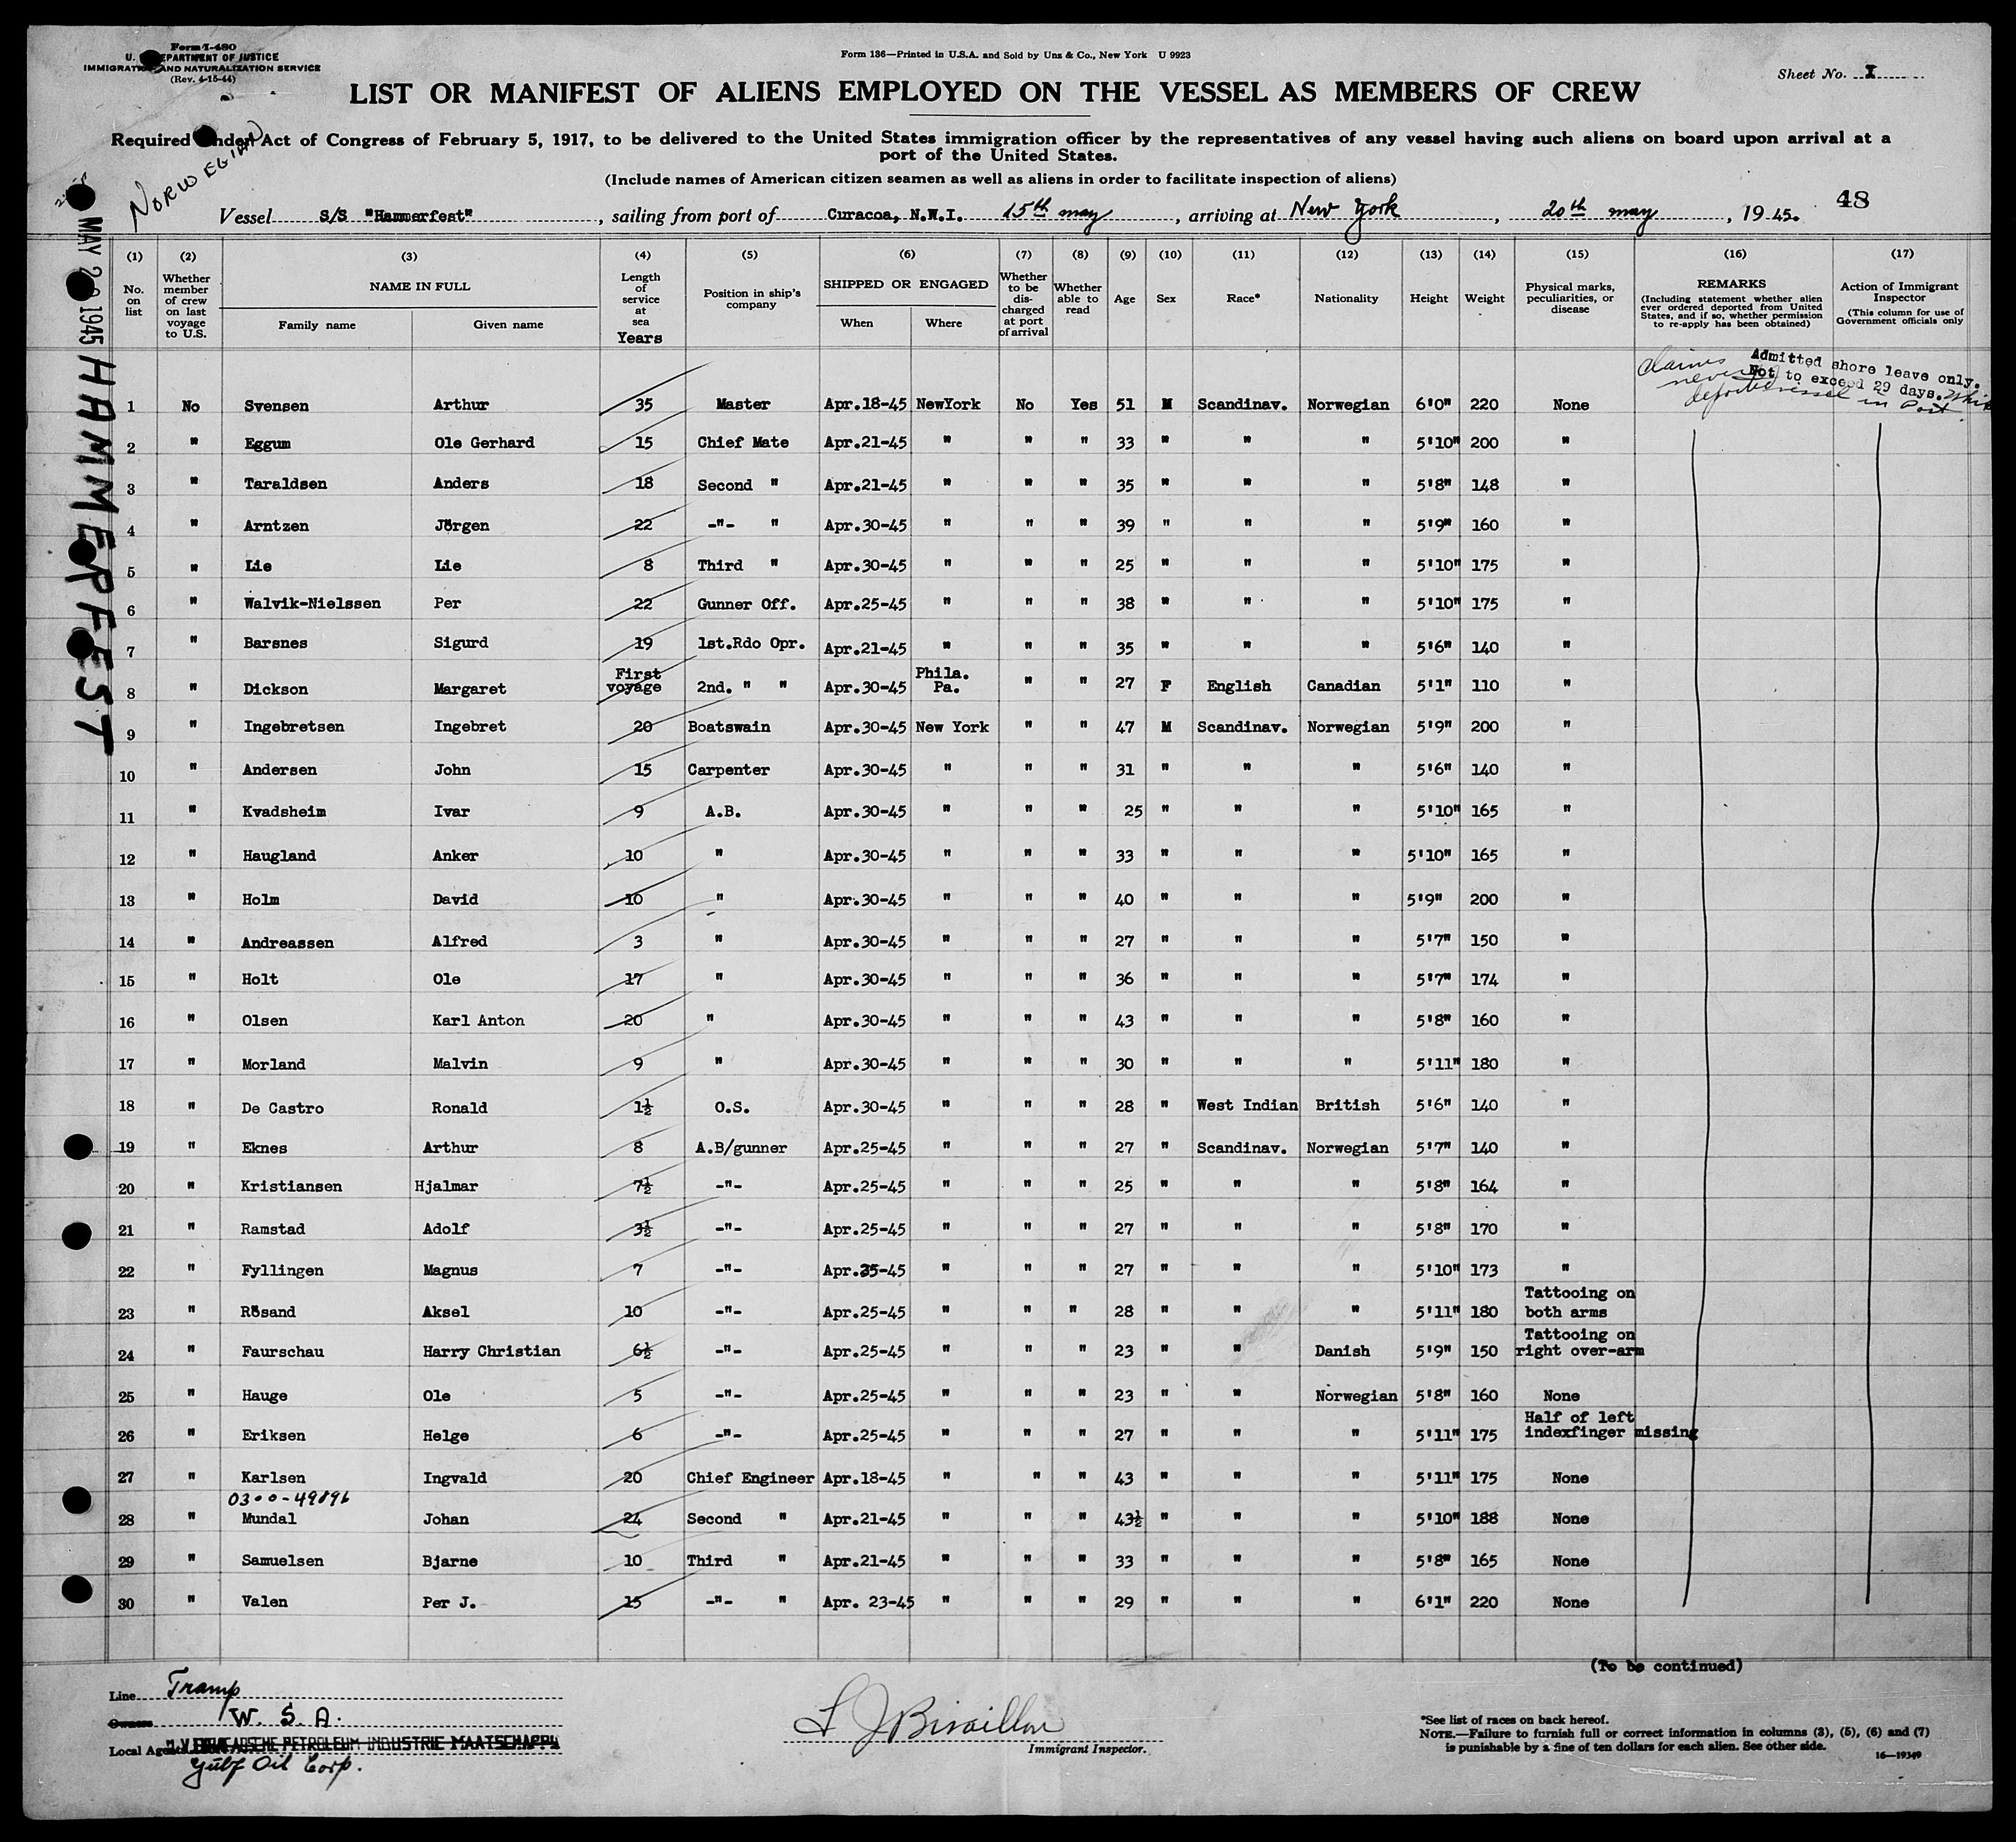 Form I-480
U. S. DEPARTMENT OF JUSTICE
IMMIGRATION AND NATURALIZATION SERVICE
(Rev. 4-15-44)
Form 136—Printed in U.S.A. and Sold by Unz & Co., New York U 9923
Sheet No. I
LIST OR MANIFEST OF ALIENS EMPLOYED ON THE VESSEL AS MEMBERS OF CREW
Required under Act of Congress of February 5, 1917, to be delivered to the United States immigration officer by the representatives of any vessel having such aliens on board upon arrival at a
port of the United States.
(Include names of American citizen seamen as well as aliens in order to facilitate inspection of aliens)
NORWEGIAN
48
Vessel S/S "Hammerfest", sailing from port of Curacoa, N.W.I. 15th may, arriving at New York, 20th may, 1945.
MAY 20 1945
HAMMERFEST
(1) (2) (3) (4) (5) (6) (7) (8) (9) (10) (11) (12) (13) (14) (15) (16) (17)
No. on list
Whether member of crew on last voyage to U.S.
NAME IN FULL
Family name Given name
Length of service at sea
Years
Position in ship's company
SHIPPED OR ENGAGED
When Where
Whether to be discharged at port of arrival
Whether able to read
Age
Sex
Race*
Nationality
Height
Weight
Physical marks, peculiarities, or disease
REMARKS
(Including statement whether alien ever ordered deported from United States, and if so, whether permission to re-apply has been obtained)
Action of Immigrant Inspector
(This column for use of Government officials only
claims never deported
Admitted shore leave only.
Not to exceed 29 days. While
vessel in Port
1 No Svensen Arthur 35 Master Apr.18-45 NewYork No Yes 51 M Scandinav. Norwegian 6'0" 220 None
2 " Eggum Ole Gerhard 15 Chief Mate Apr.21-45 " " " 33 " " " 5'10" 200 "
3 " Taraldsen Anders 18 Second " Apr.21-45 " " " 35 " " " 5'8" 148 "
4 " Arntzen Jörgen 22 -"- " Apr.30-45 " " " 39 " " " 5'9" 160 "
5 " Lie Lie 8 Third " Apr.30-45 " " " 25 " " " 5'10" 175 "
6 " Walvik-Nielssen Per 22 Gunner Off. Apr.25-45 " " " 38 " " " 5'10" 175 "
7 " Barsnes Sigurd 19 1st.Rdo Opr. Apr.21-45 " " " 35 " " " 5'6" 140 "
8 " Dickson Margaret First voyage 2nd. " " Apr.30-45 Phila. Pa. " " 27 F English Canadian 5'1" 110 "
9 " Ingebretsen Ingebret 20 Boatswain Apr.30-45 New York " " 47 M Scandinav. Norwegian 5'9" 200 "
10 " Andersen John 15 Carpenter Apr.30-45 " " " 31 " " " 5'6" 140 "
11 " Kvadsheim Ivar 9 A.B. Apr.30-45 " " " 25 " " " 5'10" 165 "
12 " Haugland Anker 10 " Apr.30-45 " " " 33 " " " 5'10" 165 "
13 " Holm David 10 " Apr.30-45 " " " 40 " " " 5'9" 200 "
14 " Andreassen Alfred 3 " Apr.30-45 " " " 27 " " " 5'7" 150 "
15 " Holt Ole 17 " Apr.30-45 " " " 36 " " " 5'7" 174 "
16 " Olsen Karl Anton 20 " Apr.30-45 " " " 43 " " " 5'8" 160 "
17 " Morland Malvin 9 " Apr.30-45 " " " 30 " " " 5'11" 180 "
18 " De Castro Ronald 1½ O.S. Apr.30-45 " " " 28 " West Indian British 5'6" 140 "
19 " Eknes Arthur 8 A.B/gunner Apr.25-45 " " " 27 " Scandinav. Norwegian 5'7" 140 "
20 " Kristiansen Hjalmar 7½ -"- Apr.25-45 " " " 25 " " " 5'8" 164 "
21 " Ramstad Adolf 3½ -"- Apr.25-45 " " " 27 " " " 5'8" 170 "
22 " Fyllingen Magnus 7 -"- Apr.25-45 " " " 27 " " " 5'10" 173 "
23 " Rösand Aksel 10 -"- Apr.25-45 " " " 28 " " " 5'11" 180 Tattooing on both arms
24 " Faurschau Harry Christian 6½ -"- Apr.25-45 " " " 23 " " Danish 5'9" 150 Tattooing on right over-arm
25 " Hauge Ole 5 -"- Apr.25-45 " " " 23 " " Norwegian 5'8" 160 None
26 " Eriksen Helge 6 -"- Apr.25-45 " " " 27 " " " 5'11" 175 Half of left indexfinger missing
27 " Karlsen Ingvald 20 Chief Engineer Apr.18-45 " " " 43 " " " 5'11" 175 None
0300-49896
28 " Mundal Johan 24 Second " Apr.21-45 " " " 43½ " " " 5'10" 188 None
29 " Samuelsen Bjarne 10 Third " Apr.21-45 " " " 33 " " " 5'8" 165 None
30 " Valen Per J. 15 -"- " Apr. 23-45 " " " 29 " " " 6'1" 220 None
(To be continued)
Line Tramp
Owners W. S. A.
Local Agents PETROLEUM INDUSTRIE MAATSCHAPPIJ
Gulf Oil Corp.
L J Bisaillon
Immigrant Inspector.
*See list of races on back hereof.
NOTE.—Failure to furnish full or correct information in columns (3), (5), (6) and (7)
is punishable by a fine of ten dollars for each alien. See other side.
16—19349